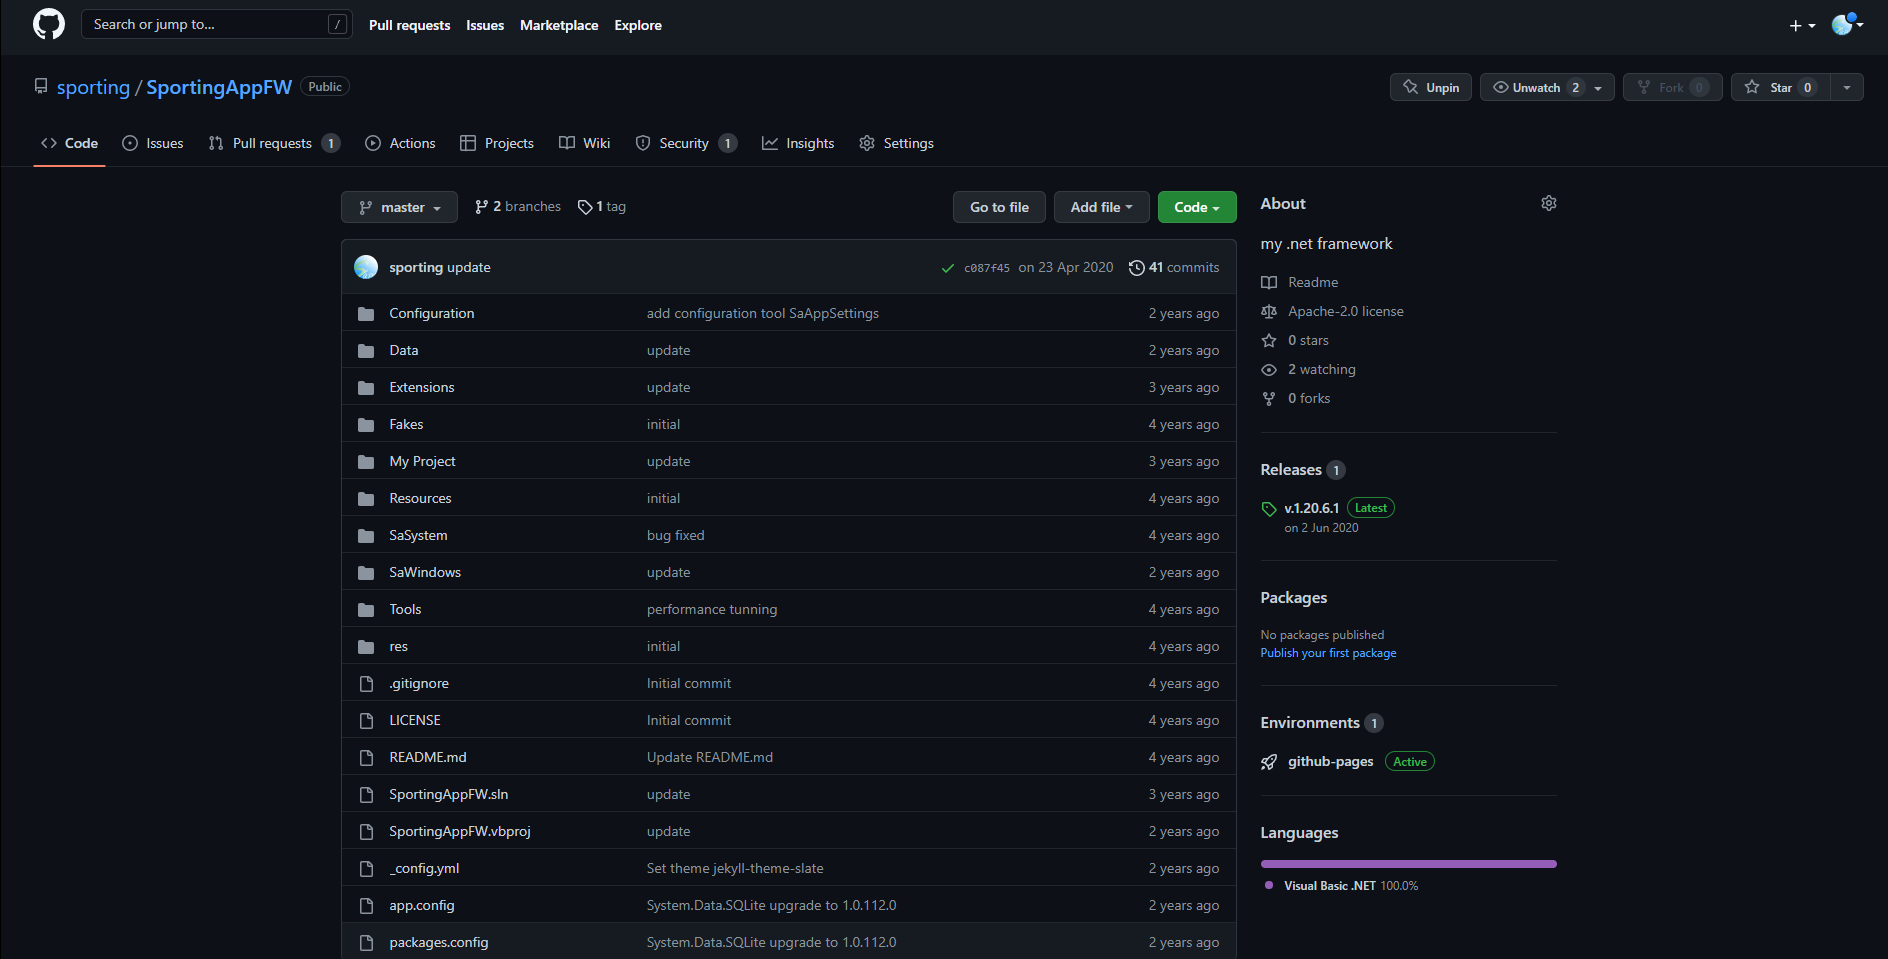 Search or jump to... /
Pull requests Issues Marketplace Explore
sporting / SportingAppFW Public
Unpin Unwatch 2 Fork 0 Star 0
Code Issues Pull requests 1 Actions Projects Wiki Security 1 Insights Settings
master 2 branches 1 tag Go to file Add file Code
sporting update c087f45 on 23 Apr 2020 41 commits
Configuration add configuration tool SaAppSettings 2 years ago
Data update 2 years ago
Extensions update 3 years ago
Fakes initial 4 years ago
My Project update 3 years ago
Resources initial 4 years ago
SaSystem bug fixed 4 years ago
SaWindows update 2 years ago
Tools performance tunning 4 years ago
res initial 4 years ago
.gitignore Initial commit 4 years ago
LICENSE Initial commit 4 years ago
README.md Update README.md 4 years ago
SportingAppFW.sln update 3 years ago
SportingAppFW.vbproj update 2 years ago
_config.yml Set theme jekyll-theme-slate 2 years ago
app.config System.Data.SQLite upgrade to 1.0.112.0 2 years ago
packages.config System.Data.SQLite upgrade to 1.0.112.0 2 years ago
About
my .net framework
Readme
Apache-2.0 license
0 stars
2 watching
0 forks
Releases 1
v.1.20.6.1 Latest
on 2 Jun 2020
Packages
No packages published
Publish your first package
Environments 1
github-pages Active
Languages
Visual Basic .NET 100.0%